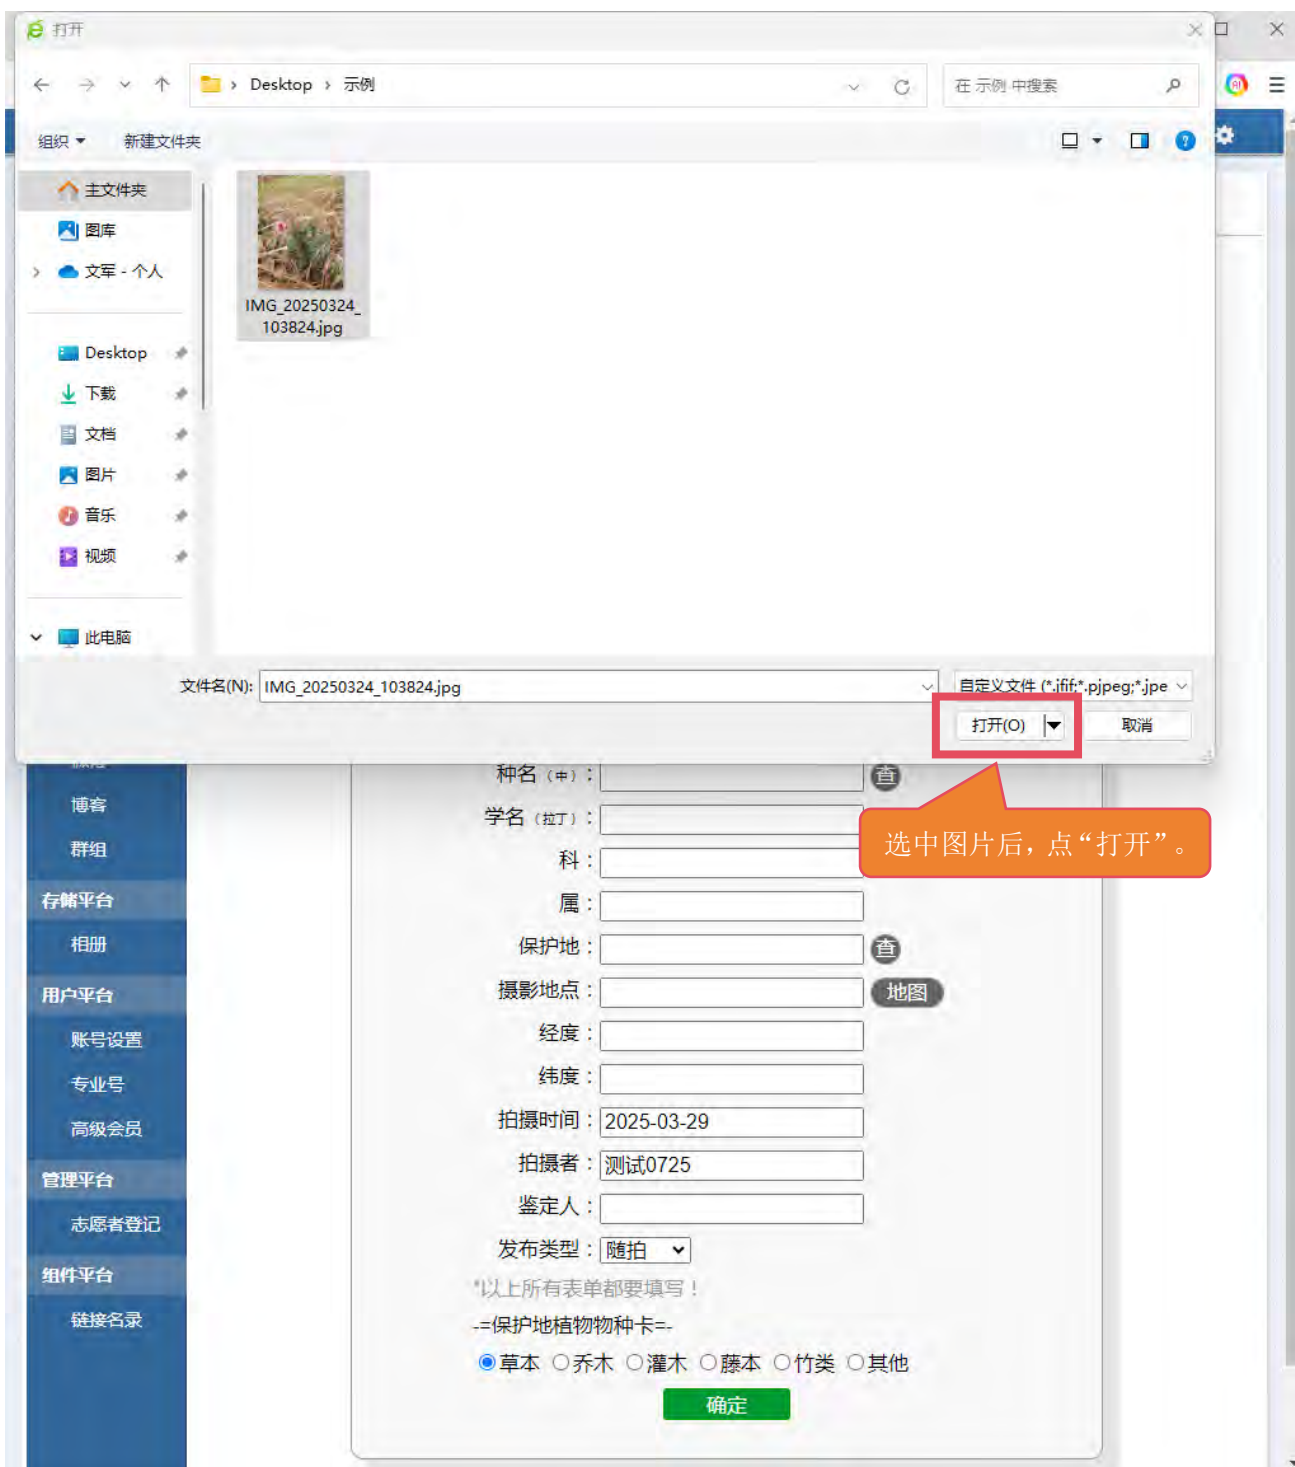 打开
Desktop
示例
在 示例 中搜索
组织
新建文件夹
主文件夹
图库
文军 - 个人
IMG_20250324_
103824.jpg
Desktop
下载
文档
图片
音乐
视频
此电脑
文件名(N):
IMG_20250324_103824.jpg
自定义文件 (*.jfif;*.pjpeg;*.jpe
打开(O)
取消
选中图片后，点“打开”。
博客
群组
存储平台
相册
用户平台
账号设置
专业号
高级会员
管理平台
志愿者登记
组件平台
链接名录
种名（中）：
查
学名（拉丁）：
科：
属：
保护地：
查
摄影地点：
地图
经度：
纬度：
拍摄时间：
2025-03-29
拍摄者：
测试0725
鉴定人：
发布类型：
随拍
*以上所有表单都要填写！
-=保护地植物物种卡=-
草本 乔木 灌木 藤本 竹类 其他
确定